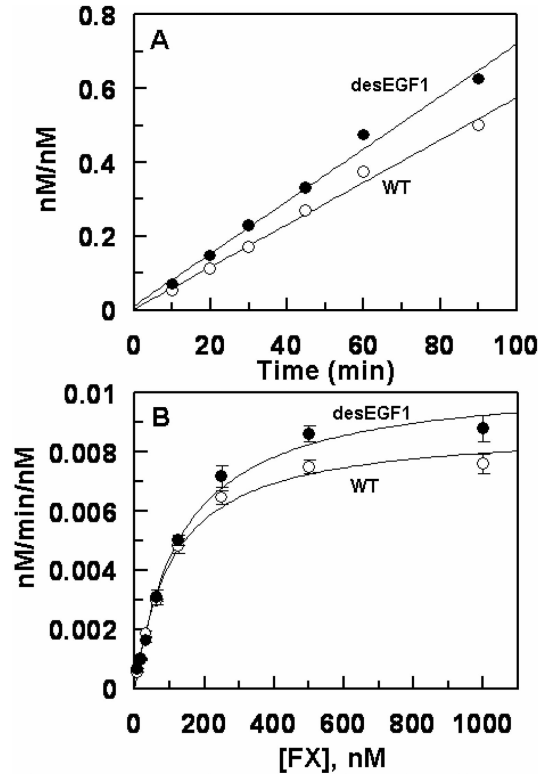 A
0.8
0.6
0.4
0.2
0
nM/nM
desEGF1
WT
0 20 40 60 80 100
Time (min)
B
0.01
0.008
0.006
0.004
0.002
0
nM/min/nM
desEGF1
WT
0 200 400 600 800 1000
[FX], nM